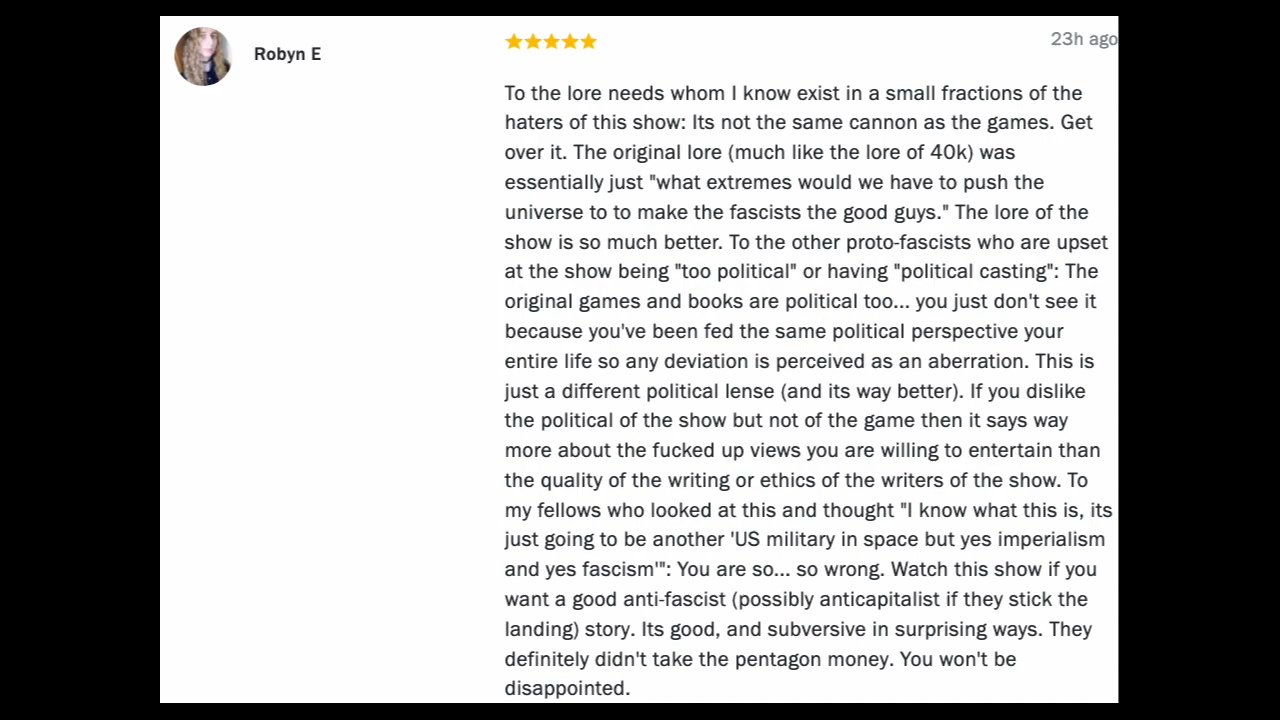 Robyn E
23h ago
To the lore needs whom I know exist in a small fractions of the
haters of this show: Its not the same cannon as the games. Get
over it. The original lore (much like the lore of 40k) was
essentially just "what extremes would we have to push the
universe to to make the fascists the good guys." The lore of the
show is so much better. To the other proto-fascists who are upset
at the show being "too political" or having "political casting": The
original games and books are political too... you just don't see it
because you've been fed the same political perspective your
entire life so any deviation is perceived as an aberration. This is
just a different political lense (and its way better). If you dislike
the political of the show but not of the game then it says way
more about the fucked up views you are willing to entertain than
the quality of the writing or ethics of the writers of the show. To
my fellows who looked at this and thought "I know what this is, its
just going to be another 'US military in space but yes imperialism
and yes fascism'": You are so... so wrong. Watch this show if you
want a good anti-fascist (possibly anticapitalist if they stick the
landing) story. Its good, and subversive in surprising ways. They
definitely didn't take the pentagon money. You won't be
disappointed.